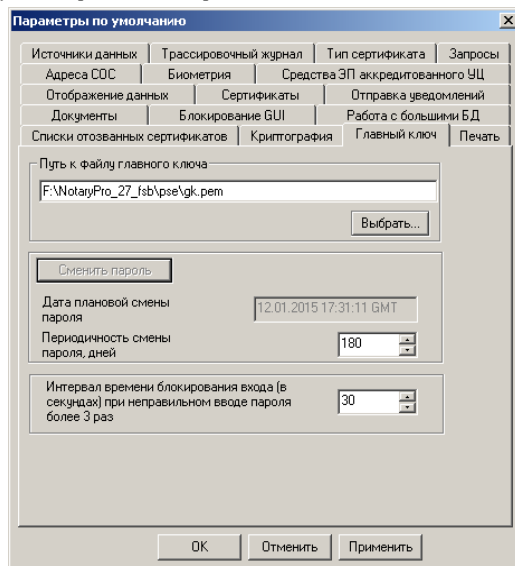 Параметры по умолчанию
Источники данных Трассировочный журнал Тип сертификата Запросы
Адреса СОС Биометрия Средства ЭП аккредитованного УЦ
Отображение данных Сертификаты Отправка уведомлений
Документы Блокирование GUI Работа с большими БД
Списки отозванных сертификатов Криптография Главный ключ Печать
Путь к файлу главного ключа
F:\NotaryPro_27_fsb\pse\gk.pem
Выбрать...
Сменить пароль
Дата плановой смены
пароля
12.01.2015 17:31:11 GMT
Периодичность смены
пароля, дней
180
Интервал времени блокирования входа (в
секундах) при неправильном вводе пароля
более 3 раз
30
OK Отменить Применить